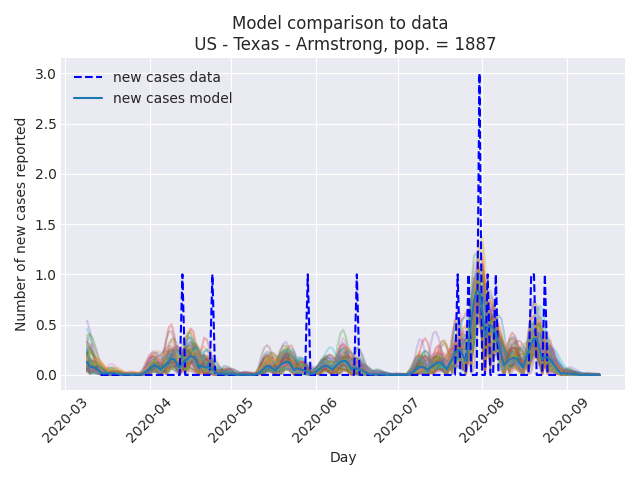 Model comparison to data
US - Texas - Armstrong, pop. = 1887
new cases data
new cases model
Number of new cases reported
3.0
2.5
2.0
1.5
1.0
0.5
0.0
2020-03
2020-04
2020-05
2020-06
2020-07
2020-08
2020-09
Day